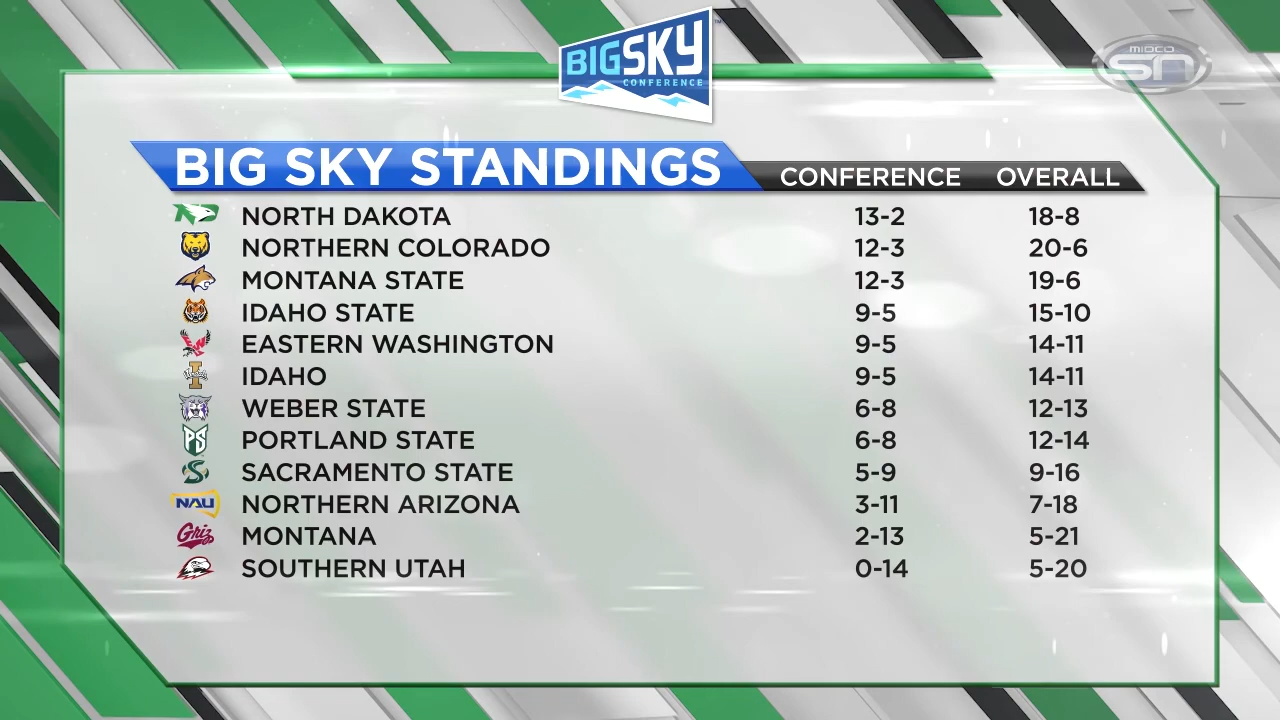 BIG SKY
CONFERENCE
MIDCO
SN
BIG SKY STANDINGS CONFERENCE OVERALL
NORTH DAKOTA 13-2 18-8
NORTHERN COLORADO 12-3 20-6
MONTANA STATE 12-3 19-6
IDAHO STATE 9-5 15-10
EASTERN WASHINGTON 9-5 14-11
IDAHO 9-5 14-11
WEBER STATE 6-8 12-13
PS PORTLAND STATE 6-8 12-14
S SACRAMENTO STATE 5-9 9-16
NAU NORTHERN ARIZONA 3-11 7-18
Griz MONTANA 2-13 5-21
SOUTHERN UTAH 0-14 5-20